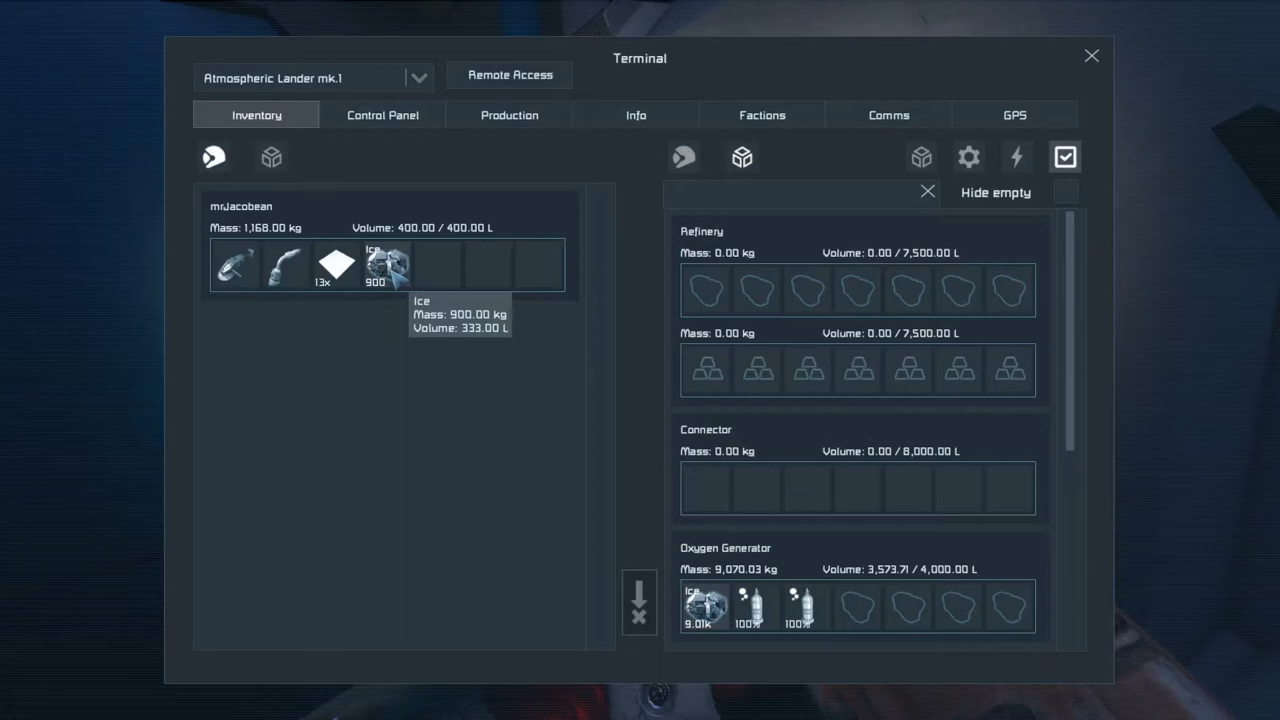 Terminal
Atmospheric Lander mk.1
Remote Access
Inventory
Control Panel
Production
Info
Factions
Comms
GPS
Hide empty
mrJacobean
Mass: 1,168.00 kg
Volume: 400.00 / 400.00 L
13x
Ice
900
Ice
Mass: 900.00 kg
Volume: 333.00 L
Refinery
Mass: 0.00 kg
Volume: 0.00 / 7,500.00 L
Mass: 0.00 kg
Volume: 0.00 / 7,500.00 L
Connector
Mass: 0.00 kg
Volume: 0.00 / 8,000.00 L
Oxygen Generator
Mass: 9,070.03 kg
Volume: 3,573.71 / 4,000.00 L
Ice
9.01k
100%
100%